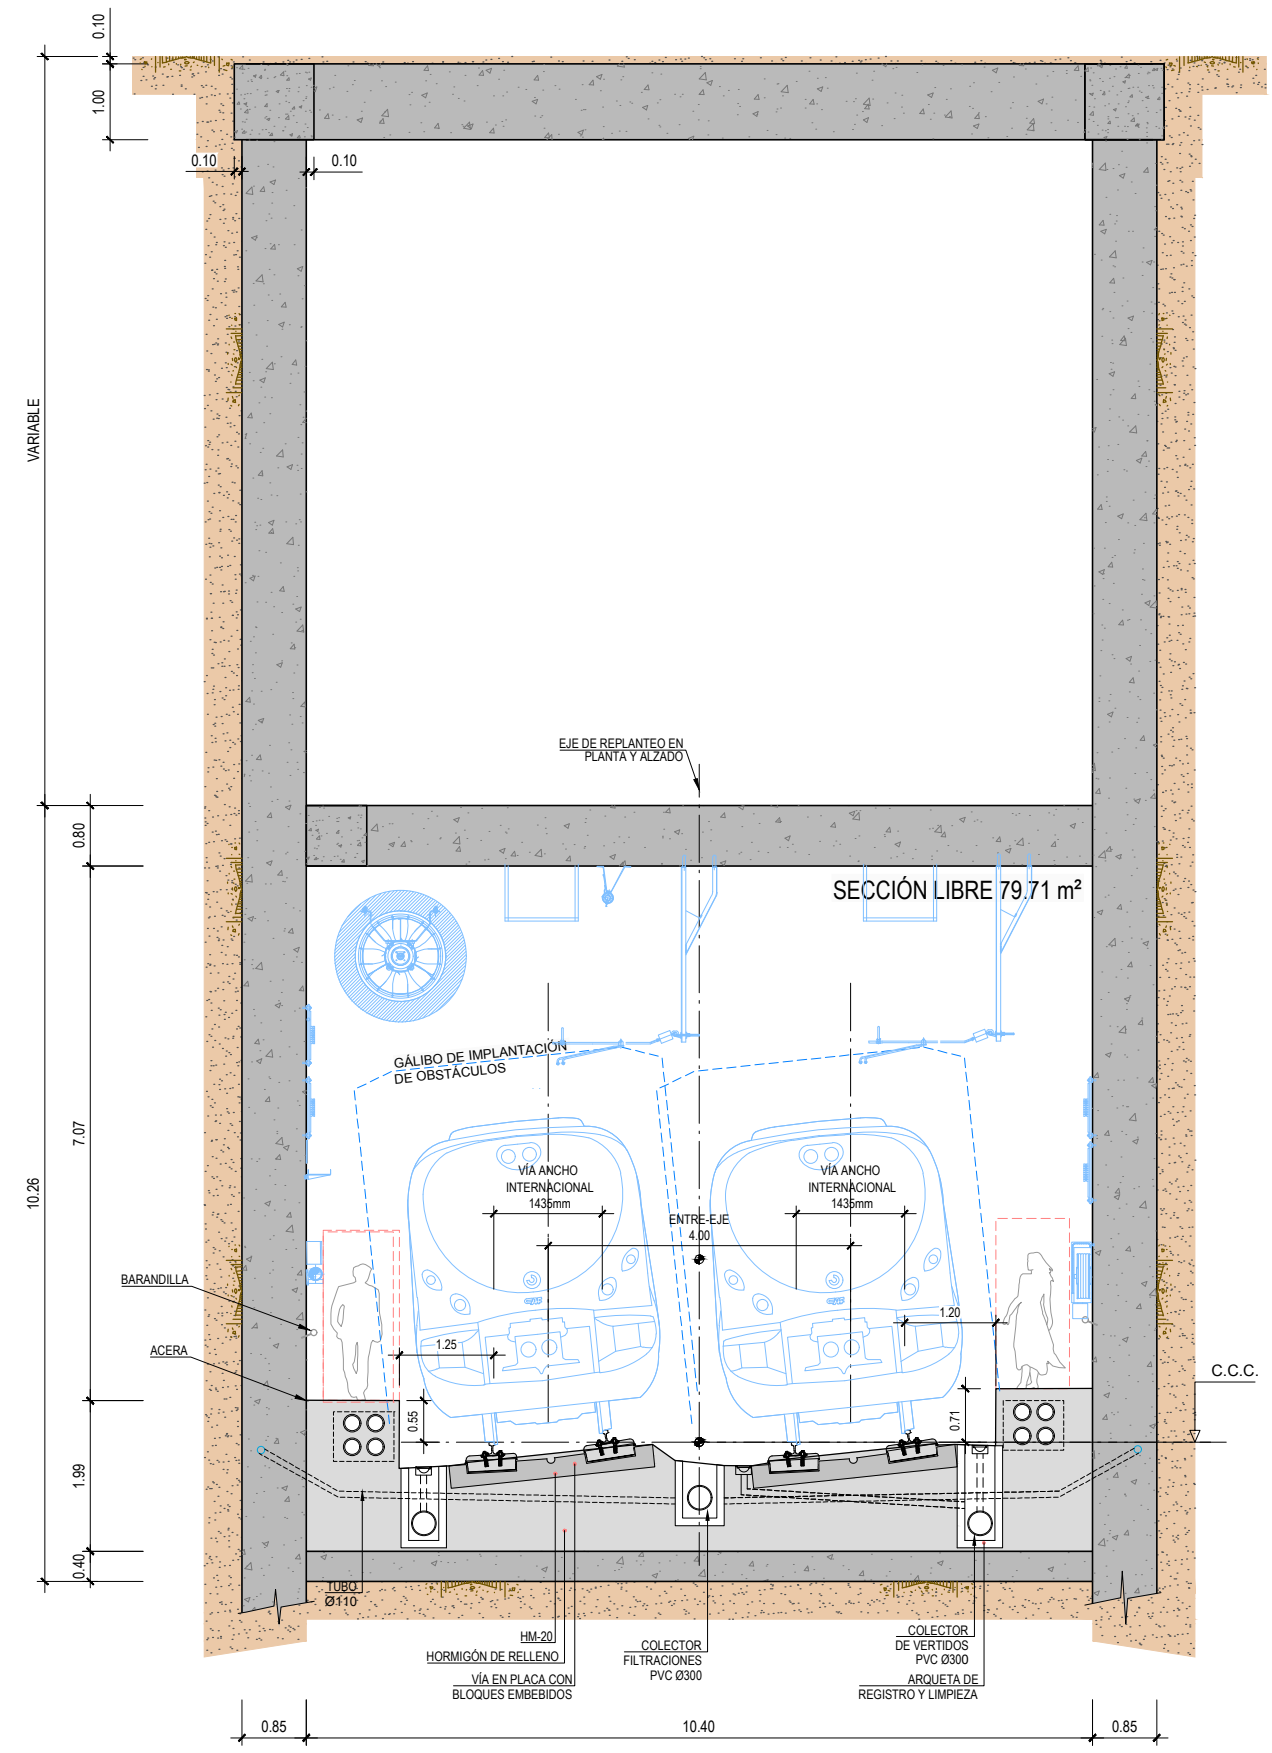 0.10
1.00
0.10
0.10
VARIABLE
EJE DE REPLANTEO EN
PLANTA Y ALZADO
0.80
SECCIÓN LIBRE 79.71 m²
GÁLIBO DE IMPLANTACIÓN
DE OBSTÁCULOS
7.07
10.26
VÍA ANCHO
INTERNACIONAL
1435mm
VÍA ANCHO
INTERNACIONAL
1435mm
ENTRE-EJE
4.00
BARANDILLA
1.20
1.25
ACERA
C.C.C.
0.55
0.71
1.99
0.40
TUBO
Ø110
HM-20
HORMIGÓN DE RELLENO
VÍA EN PLACA CON
BLOQUES EMBEBIDOS
COLECTOR
FILTRACIONES
PVC Ø300
COLECTOR
DE VERTIDOS
PVC Ø300
ARQUETA DE
REGISTRO Y LIMPIEZA
0.85
10.40
0.85